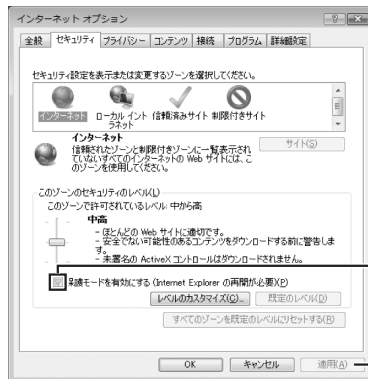 インターネット オプション
全般 セキュリティ プライバシー コンテンツ 接続 プログラム 詳細設定
セキュリティ設定を表示または変更するゾーンを選択してください。
インターネット ローカル イントラネット 信頼済みサイト 制限付きサイト
インターネット
信頼されたゾーンと制限付きゾーンに一覧表示され
ていないすべてのインターネットの Web サイトには、こ
のゾーンを使用してください。
サイト(S)
このゾーンのセキュリティのレベル(L)
このゾーンで許可されているレベル: 中から高
中高
- ほとんどの Web サイトに適切です。
- 安全でない可能性のあるコンテンツをダウンロードする前に警告しま
す。
- 未署名の ActiveX コントロールはダウンロードされません。
保護モードを有効にする (Internet Explorer の再開が必要)(P)
レベルのカスタマイズ(C)... 既定のレベル(D)
すべてのゾーンを既定のレベルにリセットする(R)
OK キャンセル 適用(A)